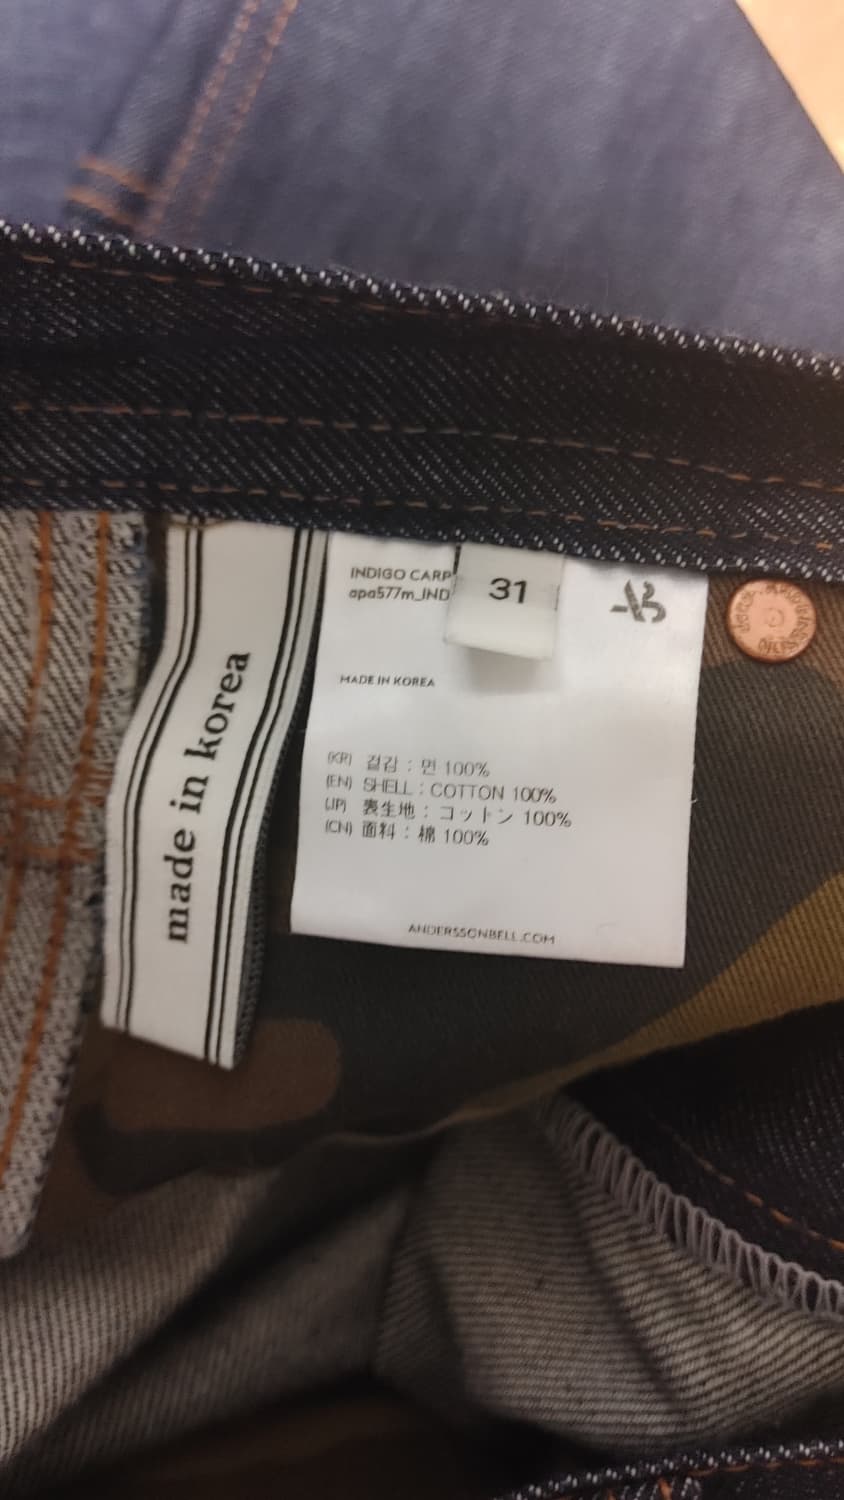 made in korea
INDIGO CARP
apa577m_IND
31
MADE IN KOREA
(KR) 겉감 : 면 100%
(EN) SHELL : COTTON 100%
(JP) 表生地 : コットン 100%
(CN) 面料 : 棉 100%
ANDERSSONBELL.COM